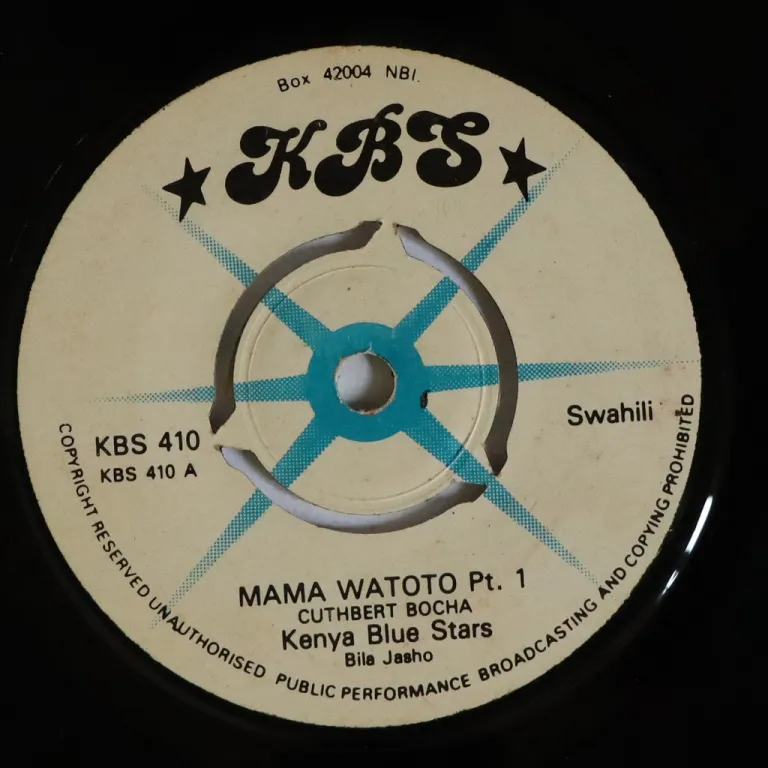 Box 42004 NBI.
KBS
Swahili
KBS 410
KBS 410 A
MAMA WATOTO Pt. 1
CUTHBERT BOCHA
Kenya Blue Stars
Bila Jasho
COPYRIGHT RESERVED UNAUTHORISED PUBLIC PERFORMANCE BROADCASTING AND COPYING PROHIBITED